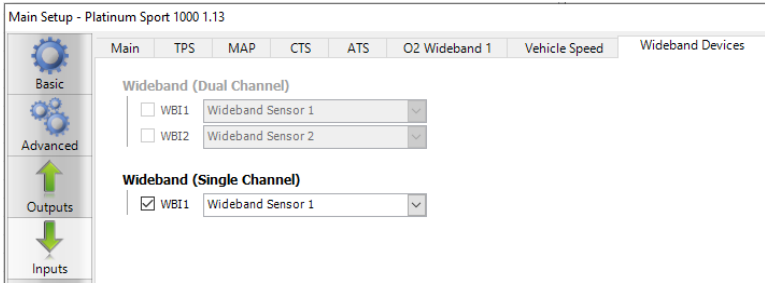 Main Setup - Platinum Sport 1000 1.13
Main TPS MAP CTS ATS O2 Wideband 1 Vehicle Speed Wideband Devices
Basic
Advanced
Outputs
Inputs
Wideband (Dual Channel)
WBI1 Wideband Sensor 1
WBI2 Wideband Sensor 2
Wideband (Single Channel)
WBI1 Wideband Sensor 1